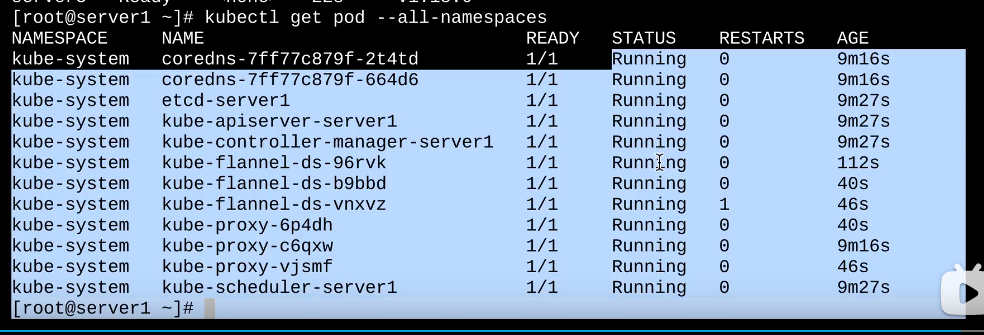 [root@server1 ~]# kubectl get pod --all-namespaces
NAMESPACE NAME READY STATUS RESTARTS AGE
kube-system coredns-7ff77c879f-2t4td 1/1 Running 0 9m16s
kube-system coredns-7ff77c879f-664d6 1/1 Running 0 9m16s
kube-system etcd-server1 1/1 Running 0 9m27s
kube-system kube-apiserver-server1 1/1 Running 0 9m27s
kube-system kube-controller-manager-server1 1/1 Running 0 9m27s
kube-system kube-flannel-ds-96rvk 1/1 Running 0 112s
kube-system kube-flannel-ds-b9bbd 1/1 Running 0 40s
kube-system kube-flannel-ds-vnxvz 1/1 Running 1 46s
kube-system kube-proxy-6p4dh 1/1 Running 0 40s
kube-system kube-proxy-c6qxw 1/1 Running 0 9m16s
kube-system kube-proxy-vjsmf 1/1 Running 0 46s
kube-system kube-scheduler-server1 1/1 Running 0 9m27s
[root@server1 ~]#